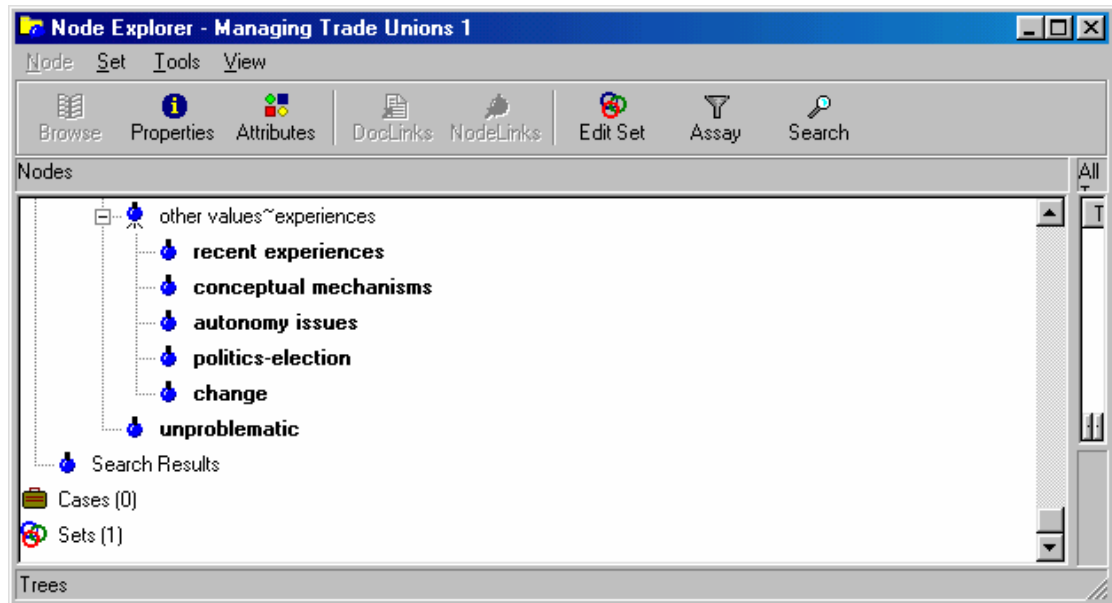 Node Explorer - Managing Trade Unions 1
Node Set Tools View
Browse Properties Attributes DocLinks NodeLinks Edit Set Assay Search
Nodes All
T
other values~experiences
recent experiences
conceptual mechanisms
autonomy issues
politics-election
change
unproblematic
Search Results
Cases (0)
Sets (1)
Trees